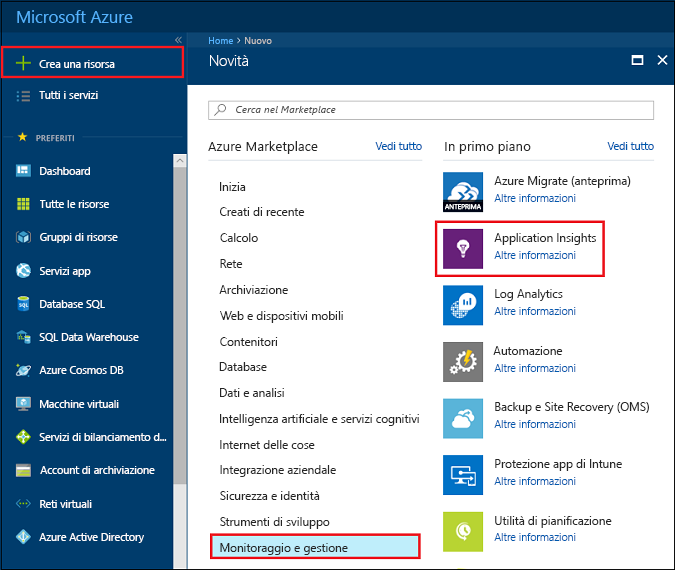 Microsoft Azure
Crea una risorsa
Tutti i servizi
PREFERITI
Dashboard
Tutte le risorse
Gruppi di risorse
Servizi app
Database SQL
SQL Data Warehouse
Azure Cosmos DB
Macchine virtuali
Servizi di bilanciamento d...
Account di archiviazione
Reti virtuali
Azure Active Directory
Home > Nuovo
Novità
Cerca nel Marketplace
Azure Marketplace
Vedi tutto
Inizia
Creati di recente
Calcolo
Rete
Archiviazione
Web e dispositivi mobili
Contenitori
Database
Dati e analisi
Intelligenza artificiale e servizi cognitivi
Internet delle cose
Integrazione aziendale
Sicurezza e identità
Strumenti di sviluppo
Monitoraggio e gestione
In primo piano
Vedi tutto
ANTEPRIMA
Azure Migrate (anteprima)
Altre informazioni
Application Insights
Altre informazioni
Log Analytics
Altre informazioni
Automazione
Altre informazioni
Backup e Site Recovery (OMS)
Altre informazioni
Protezione app di Intune
Altre informazioni
Utilità di pianificazione
Altre informazioni